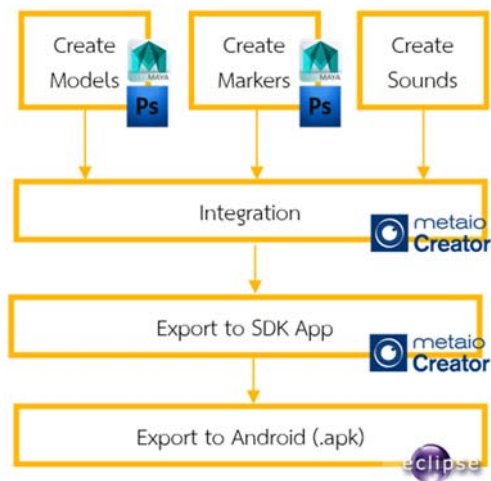 Create
Models
MAYA
Ps
Create
Markers
MAYA
Ps
Create
Sounds
Integration
metaio
Creator
Export to SDK App
metaio
Creator
Export to Android (.apk)
eclipse